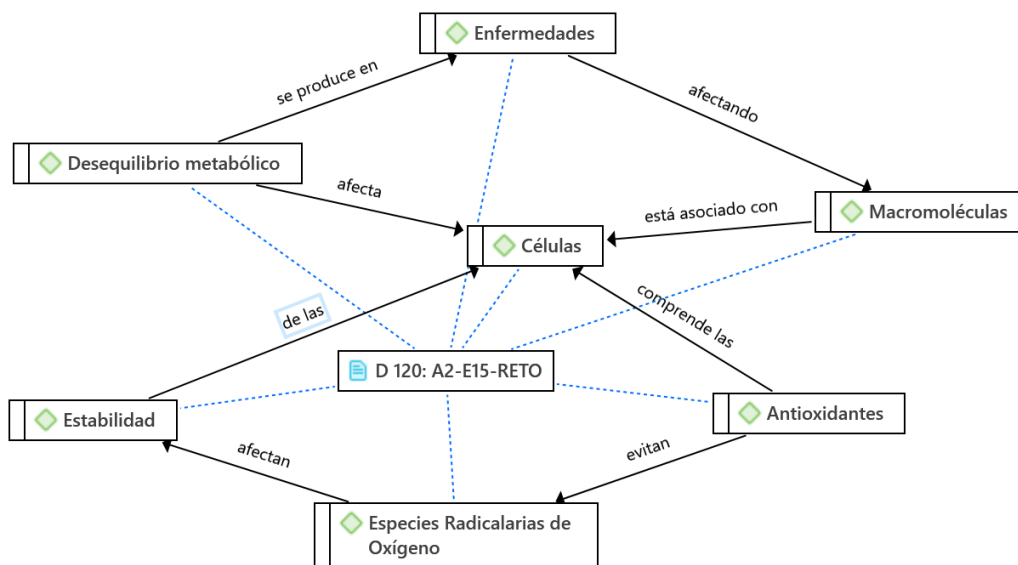 Enfermedades
se produce en
afectando
Desequilibrio metabólico
afecta
Macromoléculas
está asociado con
Células
de las
comprende las
D 120: A2-E15-RETO
Estabilidad
Antioxidantes
afectan
evitan
Especies Radicalarias de
Oxígeno